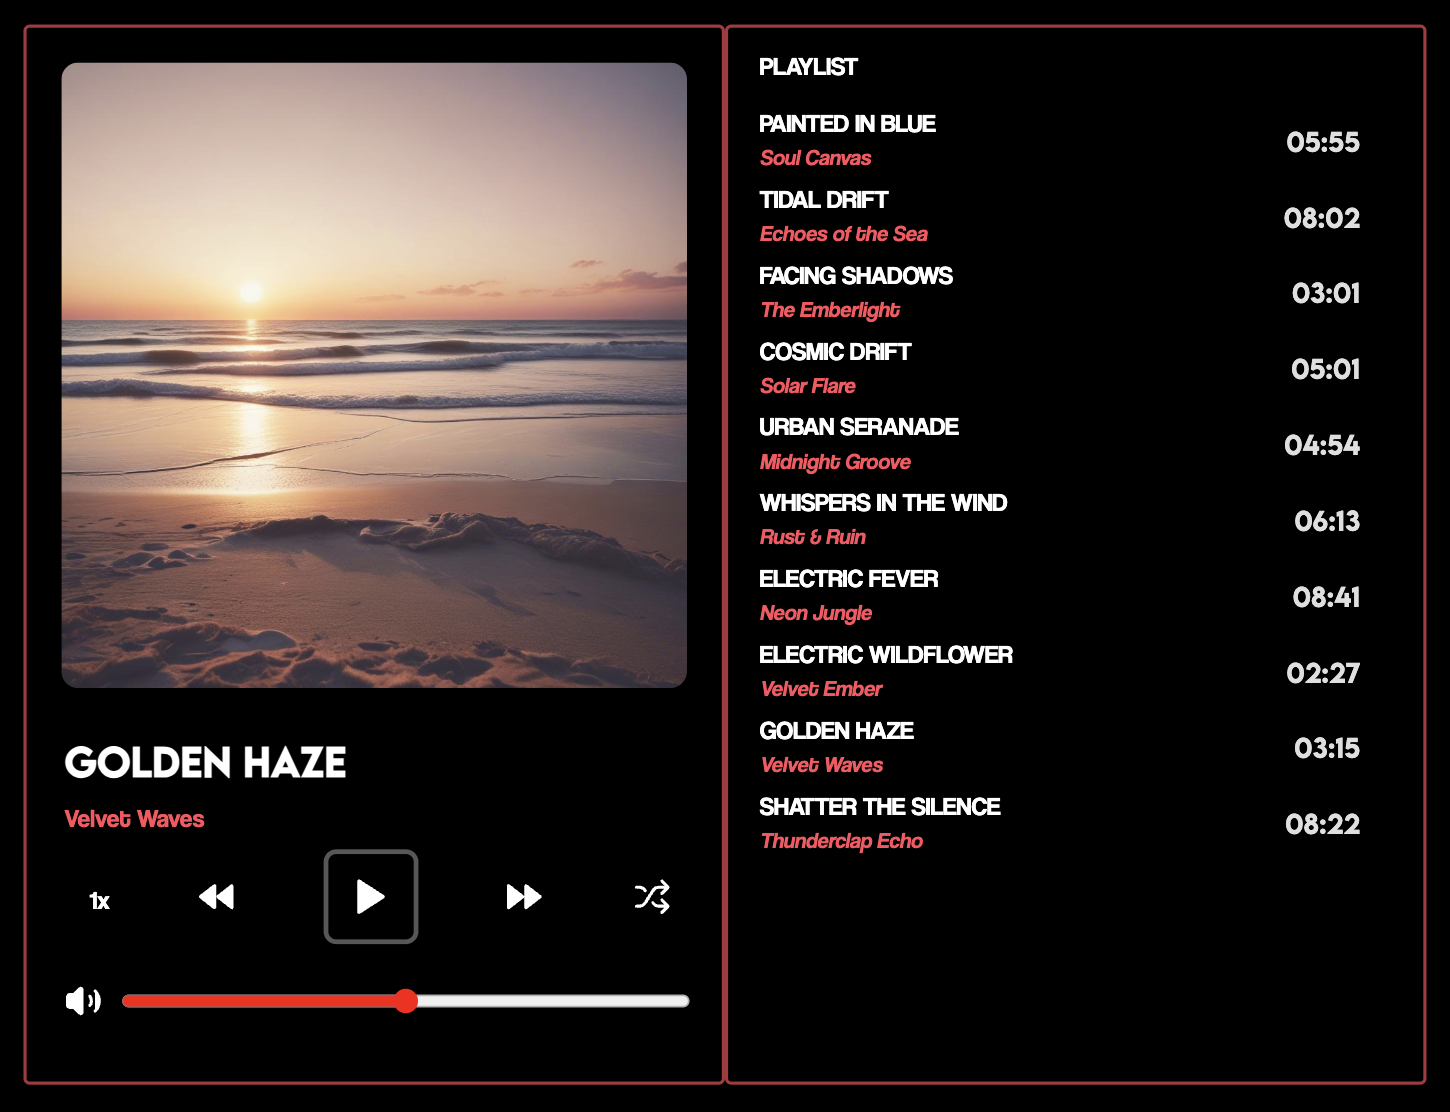 GOLDEN HAZE
Velvet Waves
1x
PLAYLIST
PAINTED IN BLUE
Soul Canvas
05:55
TIDAL DRIFT
Echoes of the Sea
08:02
FACING SHADOWS
The Emberlight
03:01
COSMIC DRIFT
Solar Flare
05:01
URBAN SERANADE
Midnight Groove
04:54
WHISPERS IN THE WIND
Rust & Ruin
06:13
ELECTRIC FEVER
Neon Jungle
08:41
ELECTRIC WILDFLOWER
Velvet Ember
02:27
GOLDEN HAZE
Velvet Waves
03:15
SHATTER THE SILENCE
Thunderclap Echo
08:22